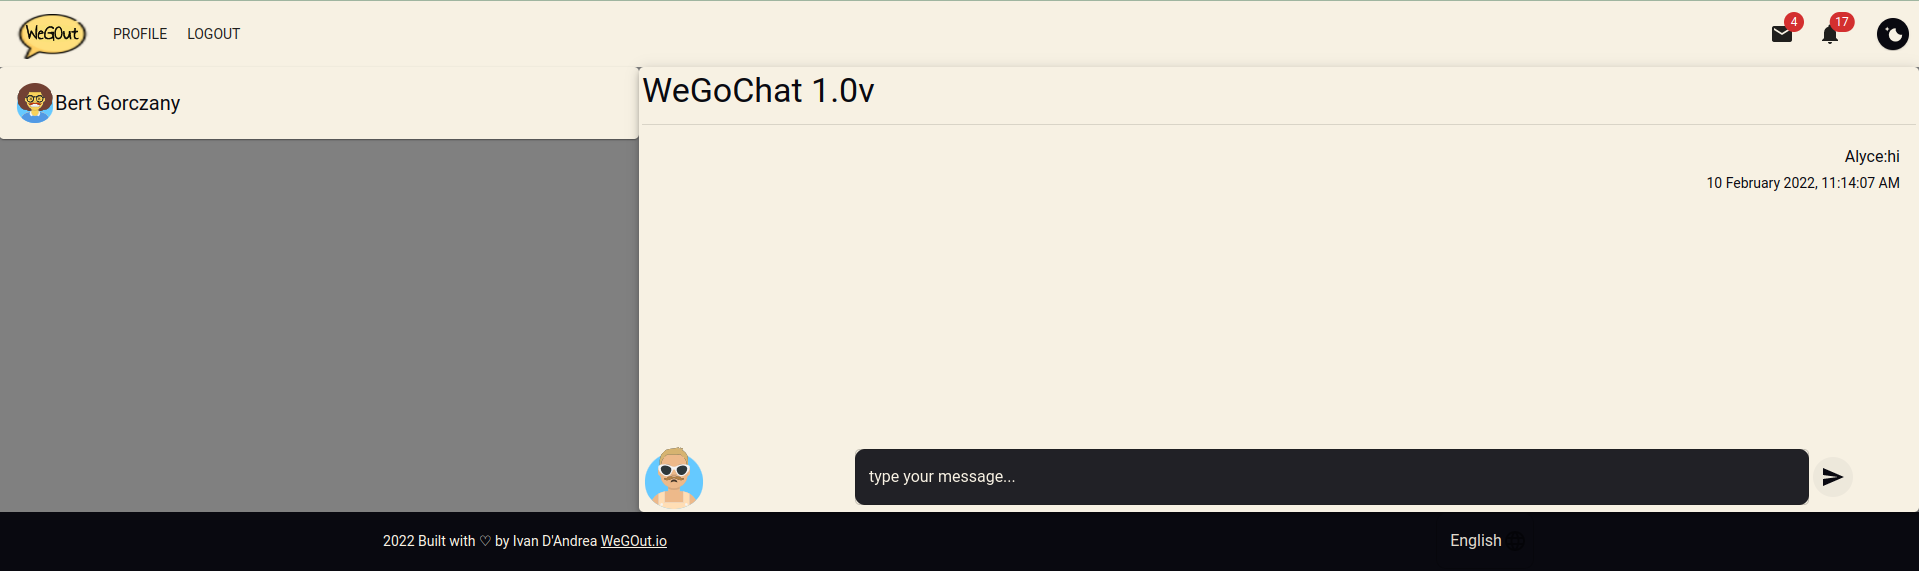 WeGOut
PROFILE
LOGOUT
4
17
Bert Gorczany
WeGoChat 1.0v
Alyce:hi
10 February 2022, 11:14:07 AM
type your message...
2022 Built with ♡ by Ivan D'Andrea WeGOut.io
English